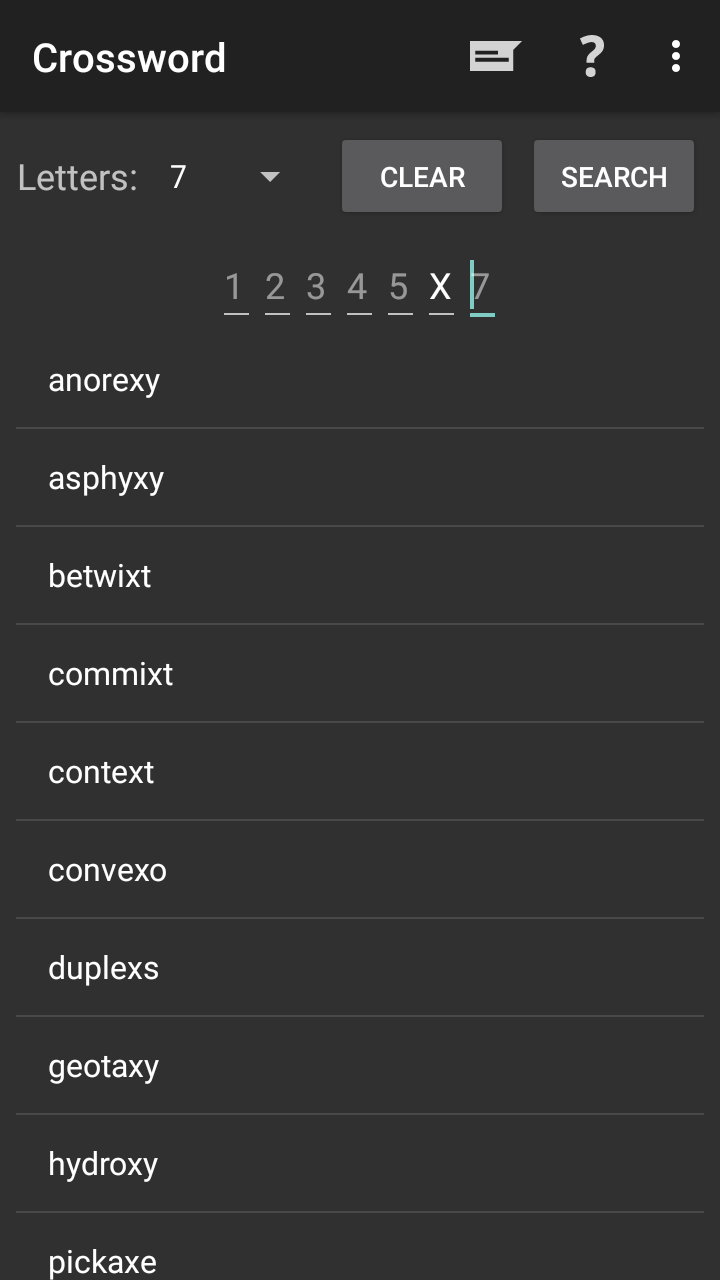 Crossword ?
Letters: 7 CLEAR SEARCH
1 2 3 4 5 X 7
anorexy
asphyxy
betwixt
commixt
context
convexo
duplexs
geotaxy
hydroxy
pickaxe